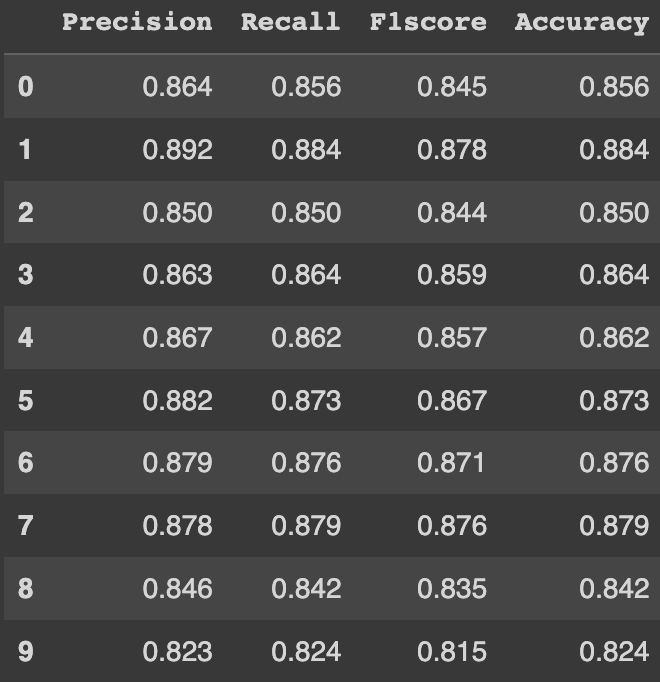 Precision Recall F1score Accuracy
0 0.864 0.856 0.845 0.856
1 0.892 0.884 0.878 0.884
2 0.850 0.850 0.844 0.850
3 0.863 0.864 0.859 0.864
4 0.867 0.862 0.857 0.862
5 0.882 0.873 0.867 0.873
6 0.879 0.876 0.871 0.876
7 0.878 0.879 0.876 0.879
8 0.846 0.842 0.835 0.842
9 0.823 0.824 0.815 0.824